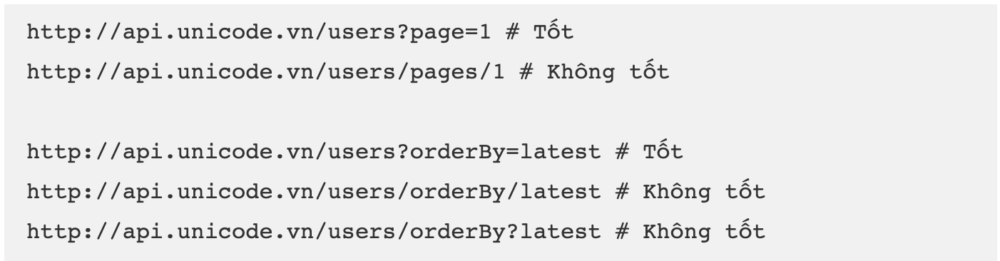 http://api.unicode.vn/users?page=1 # Tốt
http://api.unicode.vn/users/pages/1 # Không tốt
http://api.unicode.vn/users?orderBy=latest # Tốt
http://api.unicode.vn/users/orderBy/latest # Không tốt
http://api.unicode.vn/users/orderBy?latest # Không tốt